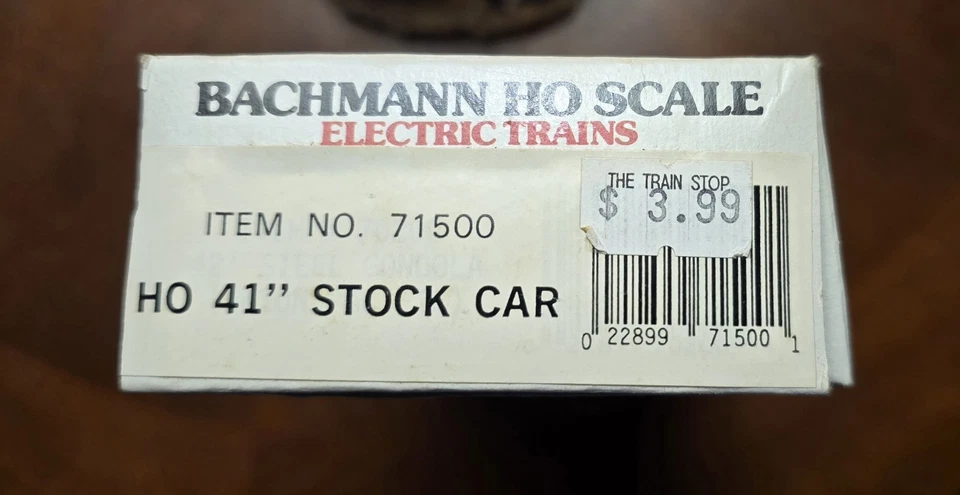 BACHMANN HO SCALE
ELECTRIC TRAINS
THE TRAIN STOP
$ 3.99
ITEM NO. 71500
HO 41" STOCK CAR
0 22899 71500 1